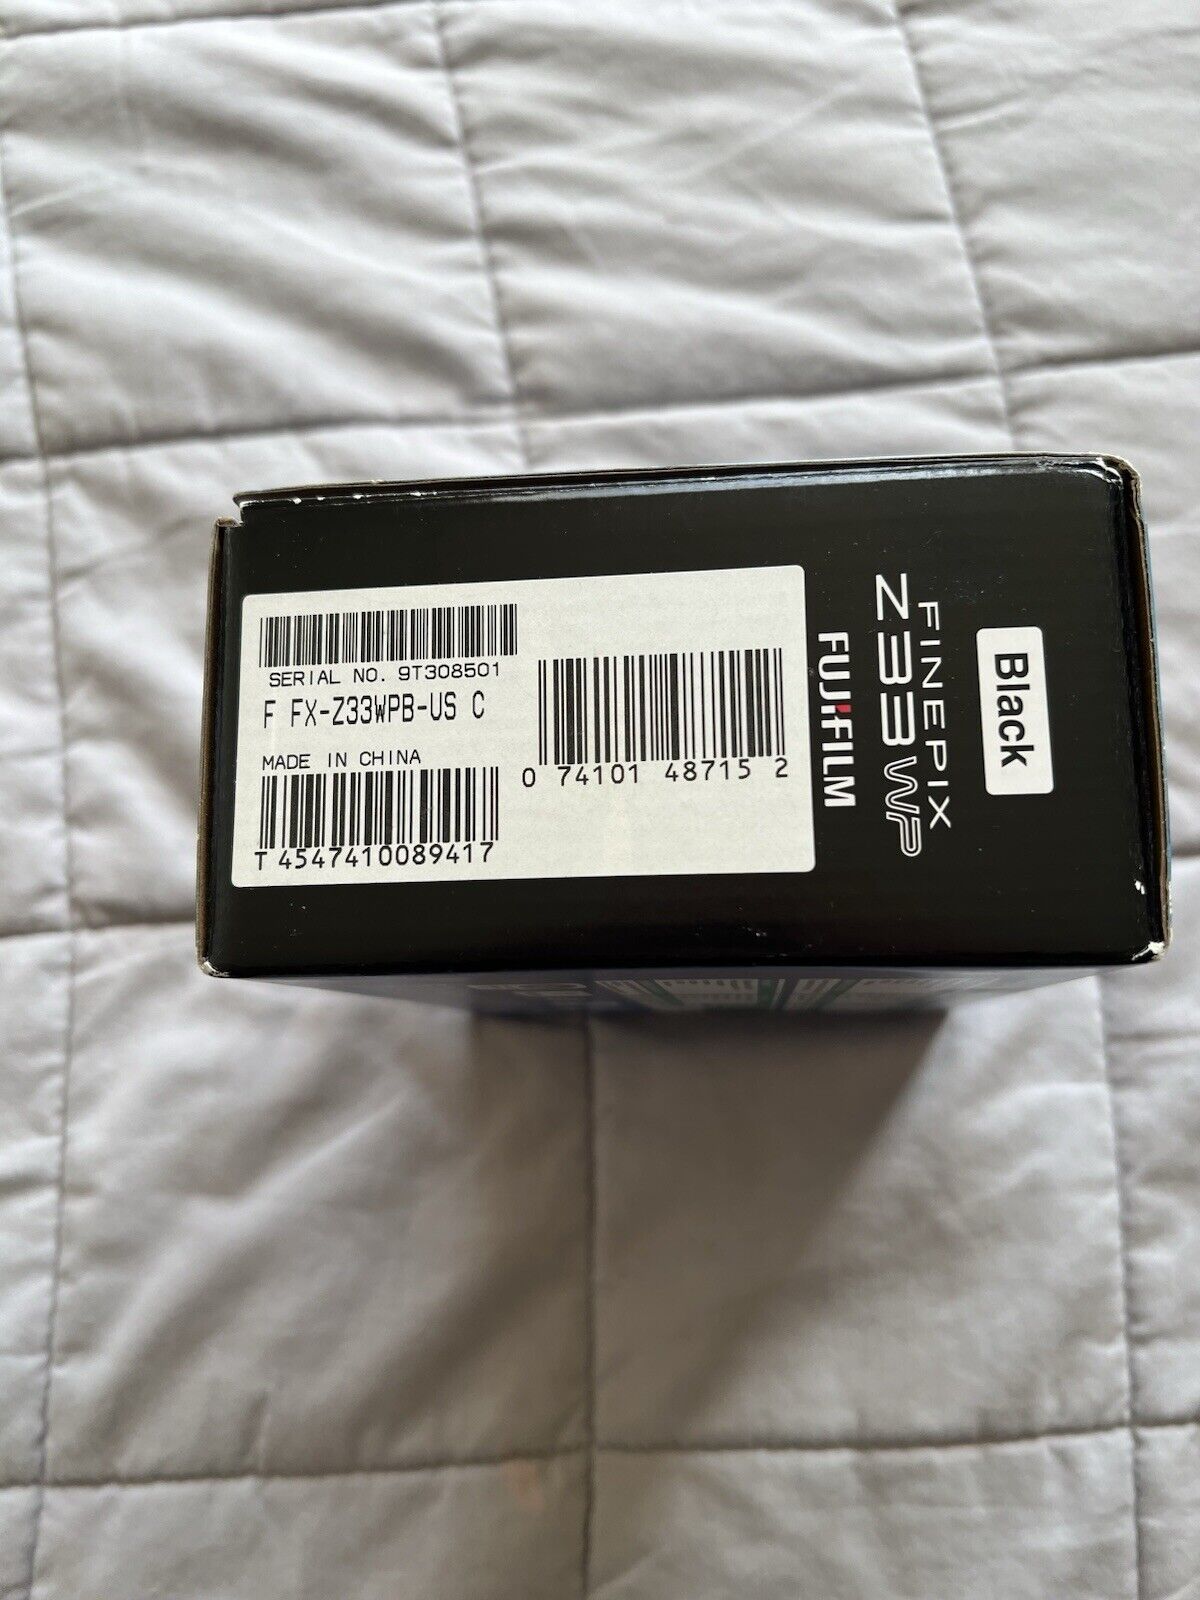 SERIAL NO. 9T308501
F FX-Z33WPB-US C
MADE IN CHINA
T 4547410089417
0 74101 48715 2
FUJIFILM
FINEPIX
Z33WP
Black